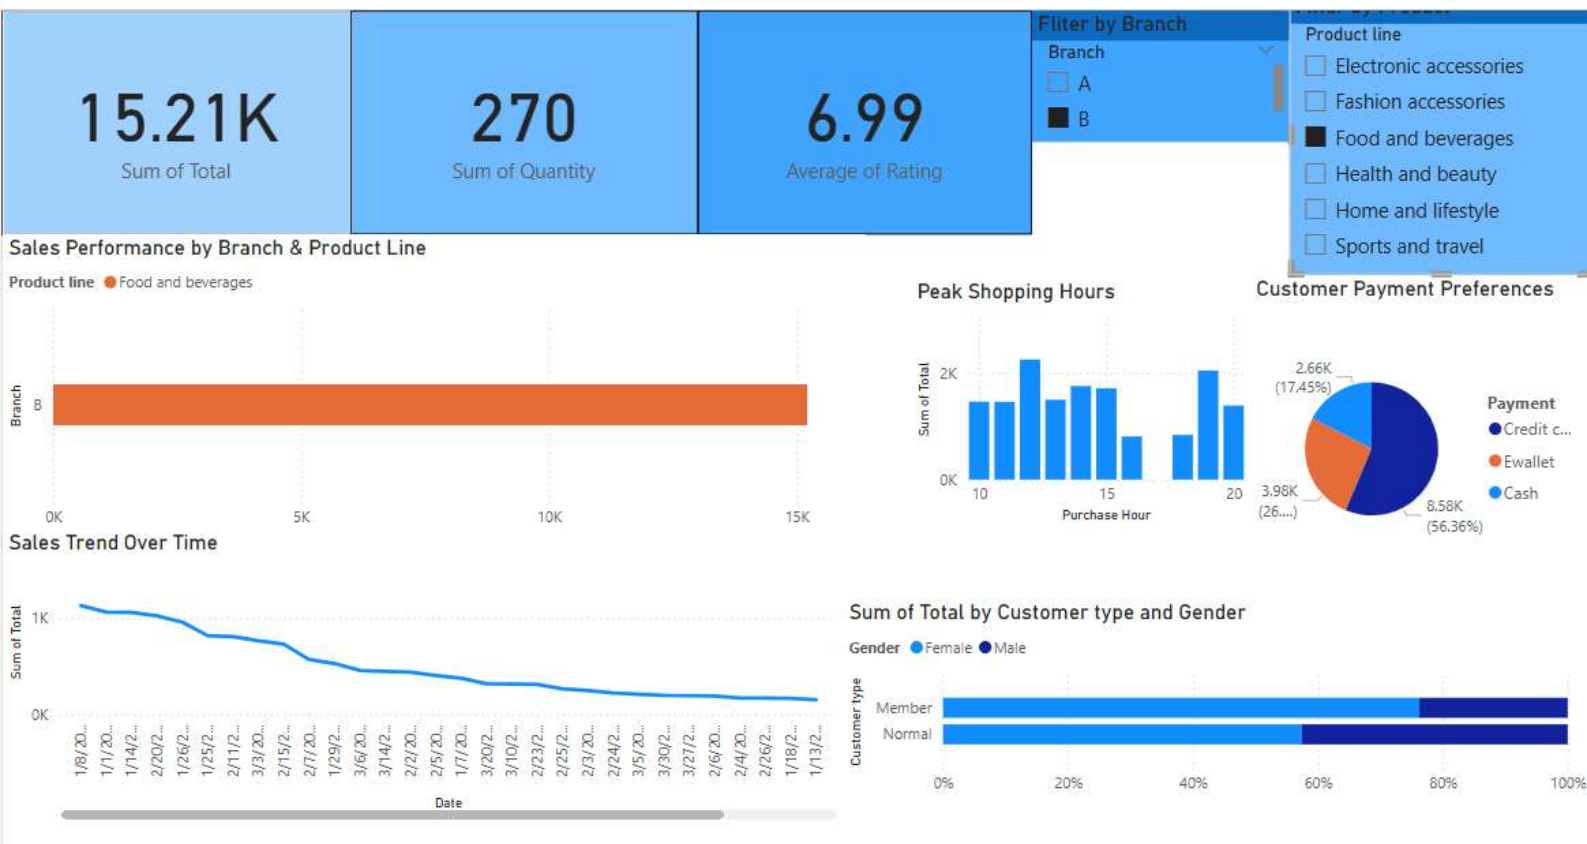 15.21K
Sum of Total
270
Sum of Quantity
6.99
Average of Rating
Fliter by Branch
Branch
A
B
Product line
Electronic accessories
Fashion accessories
Food and beverages
Health and beauty
Home and lifestyle
Sports and travel
Sales Performance by Branch & Product Line
Product line Food and beverages
Branch
B
0K 5K 10K 15K
Peak Shopping Hours
Sum of Total
2K
0K
10 15 20
Purchase Hour
Customer Payment Preferences
2.66K
(17.45%)
3.98K
(26....)
8.58K
(56.36%)
Payment
Credit c...
Ewallet
Cash
Sales Trend Over Time
Sum of Total
1K
0K
1/8/20... 1/1/20... 1/14/2... 2/20/2... 1/26/2... 1/25/2... 2/11/2... 3/3/20... 2/15/2... 2/7/20... 1/29/2... 3/6/20... 3/14/2... 2/2/20... 2/5/20... 1/7/20... 3/20/2... 3/10/2... 2/23/2... 2/25/2... 2/3/20... 2/24/2... 3/5/20... 3/30/2... 3/27/2... 2/6/20... 2/4/20... 2/26/2... 1/18/2... 1/13/2...
Date
Sum of Total by Customer type and Gender
Gender Female Male
Customer type
Member
Normal
0% 20% 40% 60% 80% 100%